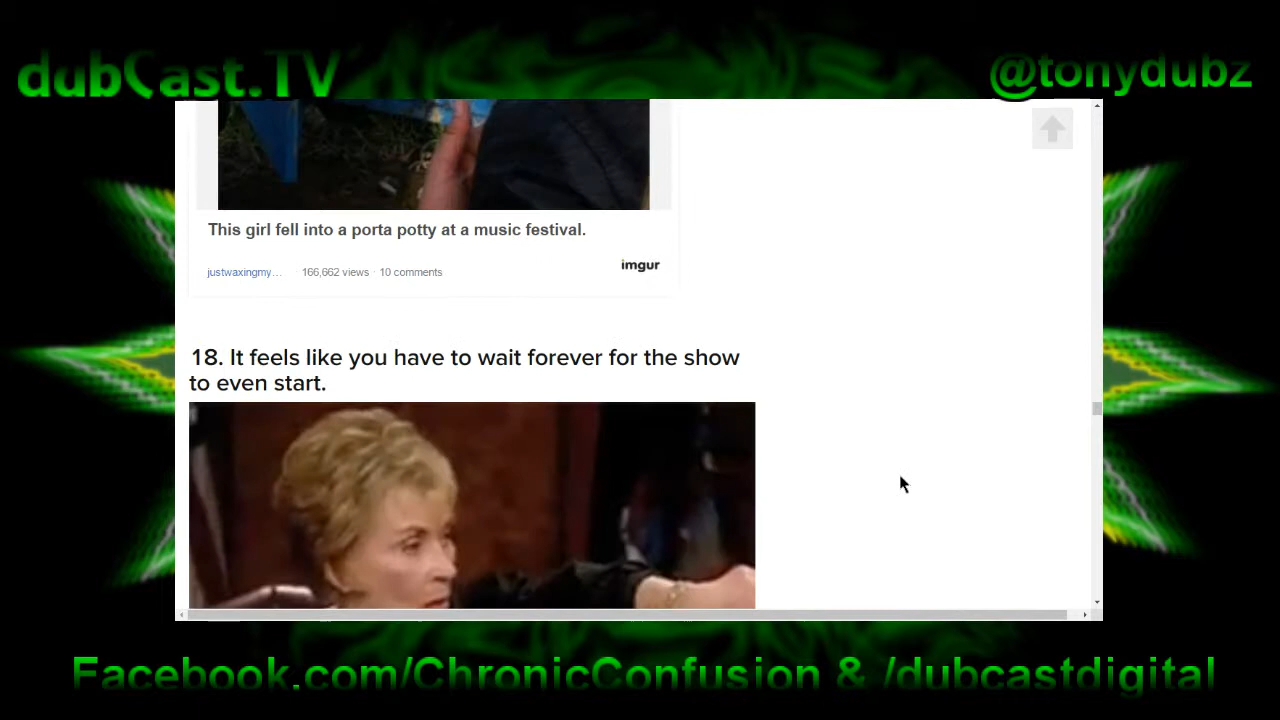 dubCast.TV
@tonydubz
This girl fell into a porta potty at a music festival.
justwaxingmy... · 166,662 views · 10 comments
imgur
18. It feels like you have to wait forever for the show
to even start.
Facebook.com/ChronicConfusion & /dubcastdigital